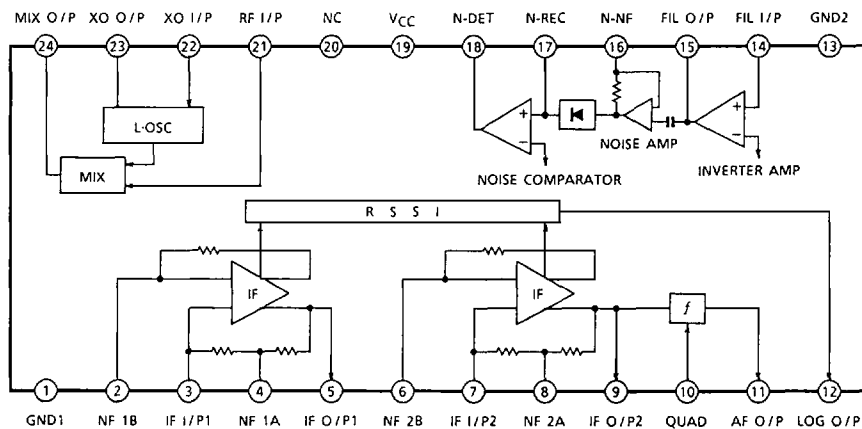 MIX O/P XO O/P XO I/P RF I/P NC VCC N-DET N-REC N-NF FIL O/P FIL I/P GND2
24 23 22 21 20 19 18 17 16 15 14 13
L-OSC
MIX
+
−
+
−
NOISE AMP
NOISE COMPARATOR
INVERTER AMP
R S S I
IF
IF
f
1 2 3 4 5 6 7 8 9 10 11 12
GND1 NF 1B IF I/P1 NF 1A IF O/P1 NF 2B IF I/P2 NF 2A IF O/P2 QUAD AF O/P LOG O/P